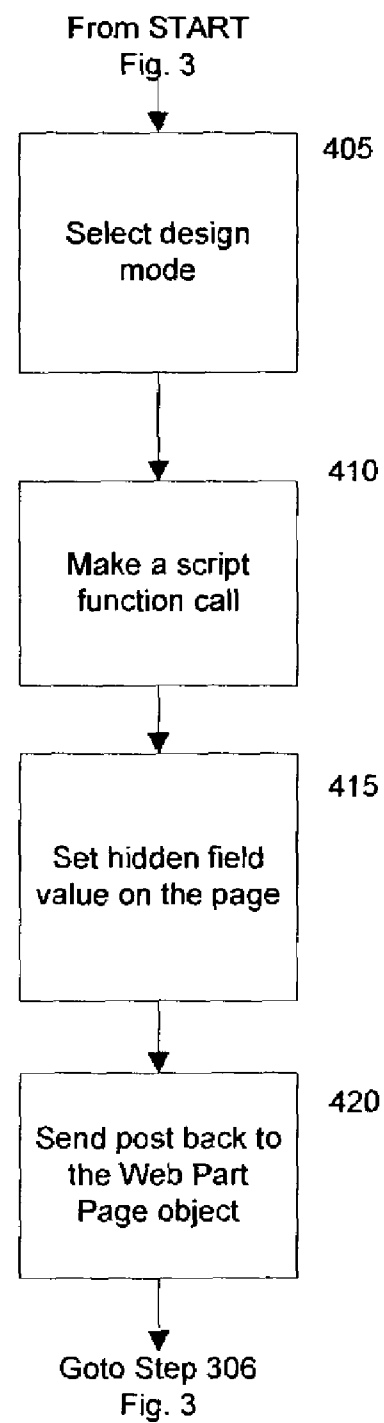 From START
Fig. 3
405
Select design
mode
410
Make a script
function call
415
Set hidden field
value on the page
420
Send post back to
the Web Part
Page object
Goto Step 306
Fig. 3